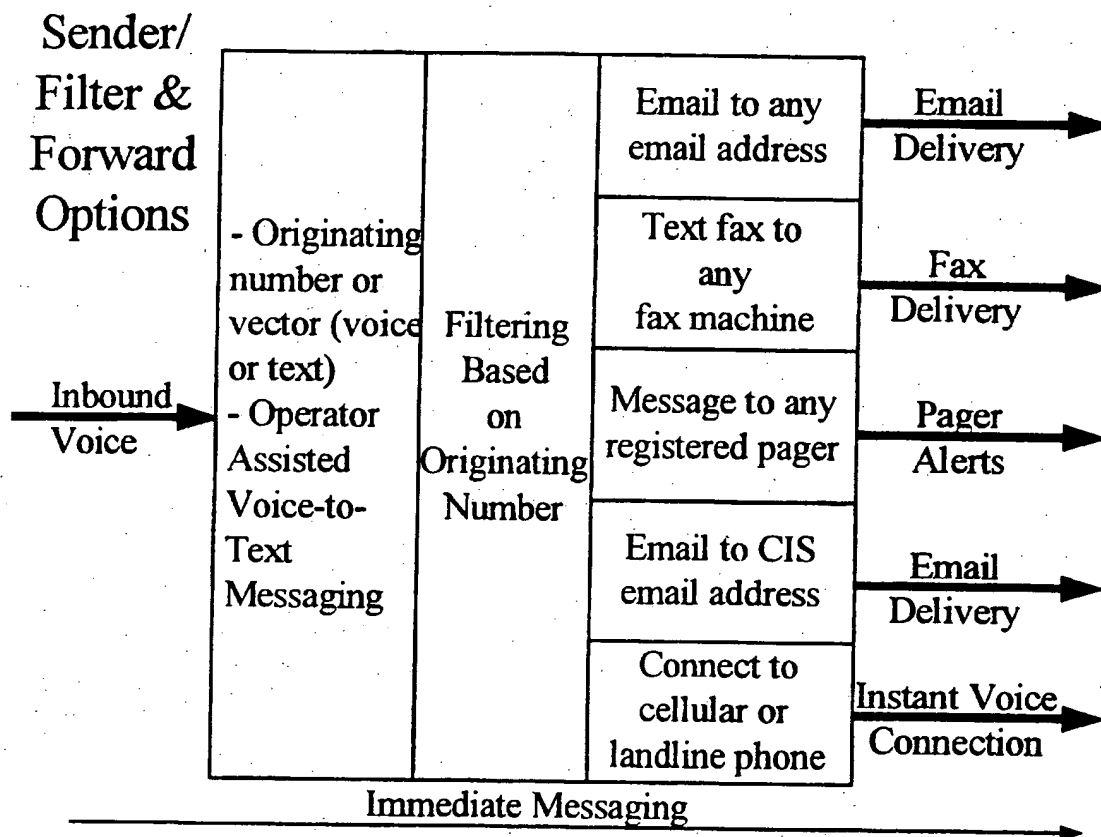 Sender/
Filter &
Forward
Options
Inbound
Voice
- Originating
number or
vector (voice
or text)
- Operator
Assisted
Voice-to-
Text
Messaging
Filtering
Based
on
Originating
Number
Email to any
email address
Email
Delivery
Text fax to
any
fax machine
Fax
Delivery
Message to any
registered pager
Pager
Alerts
Email to CIS
email address
Email
Delivery
Connect to
cellular or
landline phone
Instant Voice
Connection
Immediate Messaging